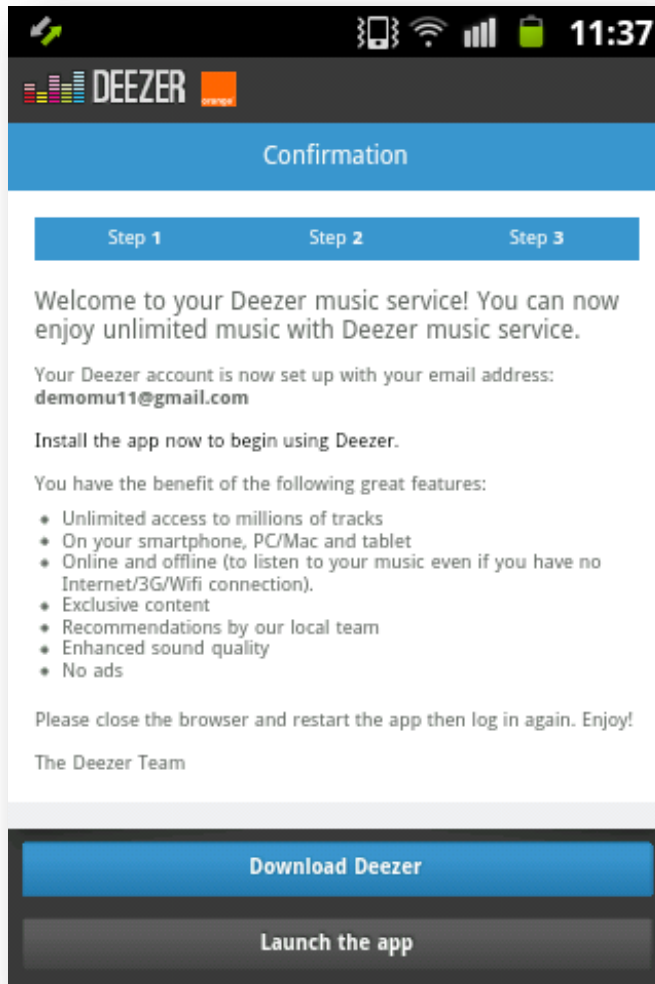 11:37
DEEZER orange
Confirmation
Step 1 Step 2 Step 3
Welcome to your Deezer music service! You can now
enjoy unlimited music with Deezer music service.
Your Deezer account is now set up with your email address:
demomu11@gmail.com
Install the app now to begin using Deezer.
You have the benefit of the following great features:
• Unlimited access to millions of tracks
• On your smartphone, PC/Mac and tablet
• Online and offline (to listen to your music even if you have no
Internet/3G/Wifi connection).
• Exclusive content
• Recommendations by our local team
• Enhanced sound quality
• No ads
Please close the browser and restart the app then log in again. Enjoy!
The Deezer Team
Download Deezer
Launch the app